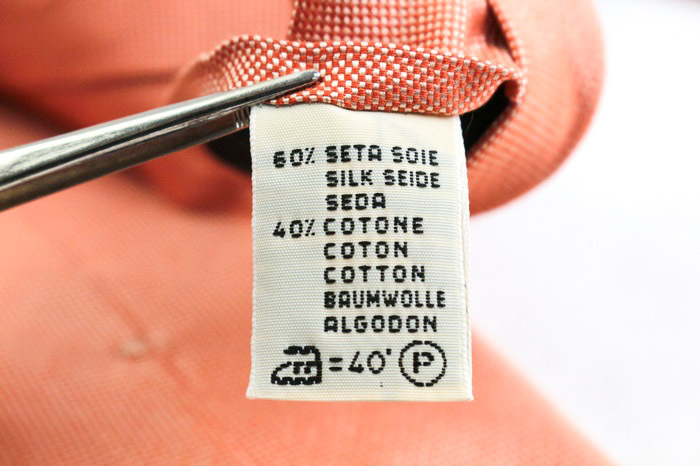 60% SETA SOIE
SILK SEIDE
SEDA
40% COTONE
COTON
COTTON
BAUMWOLLE
ALGODON
=40' P